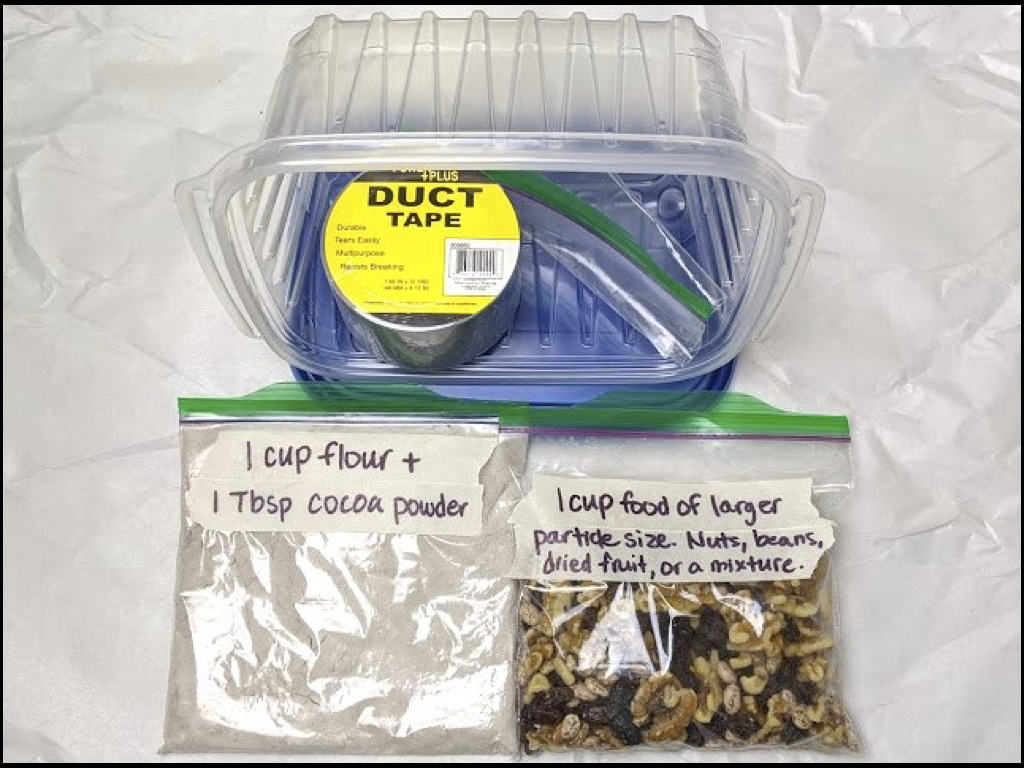 +PLUS
DUCT
TAPE
Durable
Tears Easily
Multipurpose
Resists Breaking
1 cup flour +
1 Tbsp cocoa powder
1 cup food of larger
particle size. Nuts, beans,
dried fruit, or a mixture.